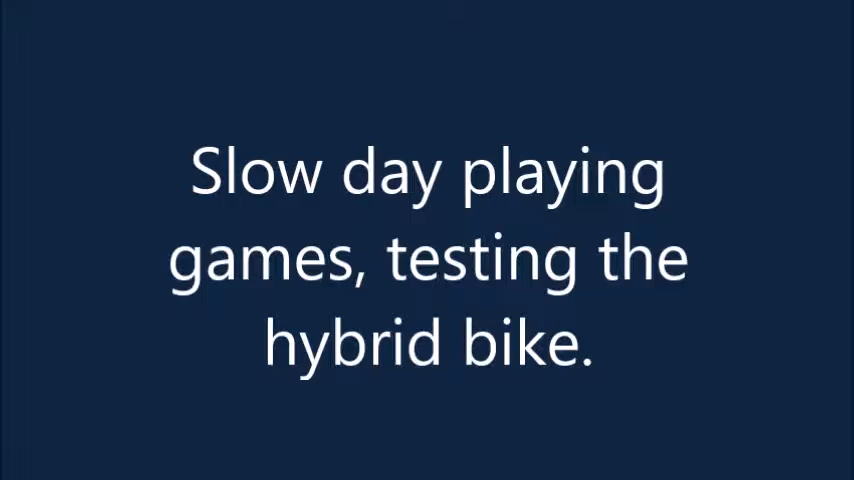 Slow day playing
games, testing the
hybrid bike.